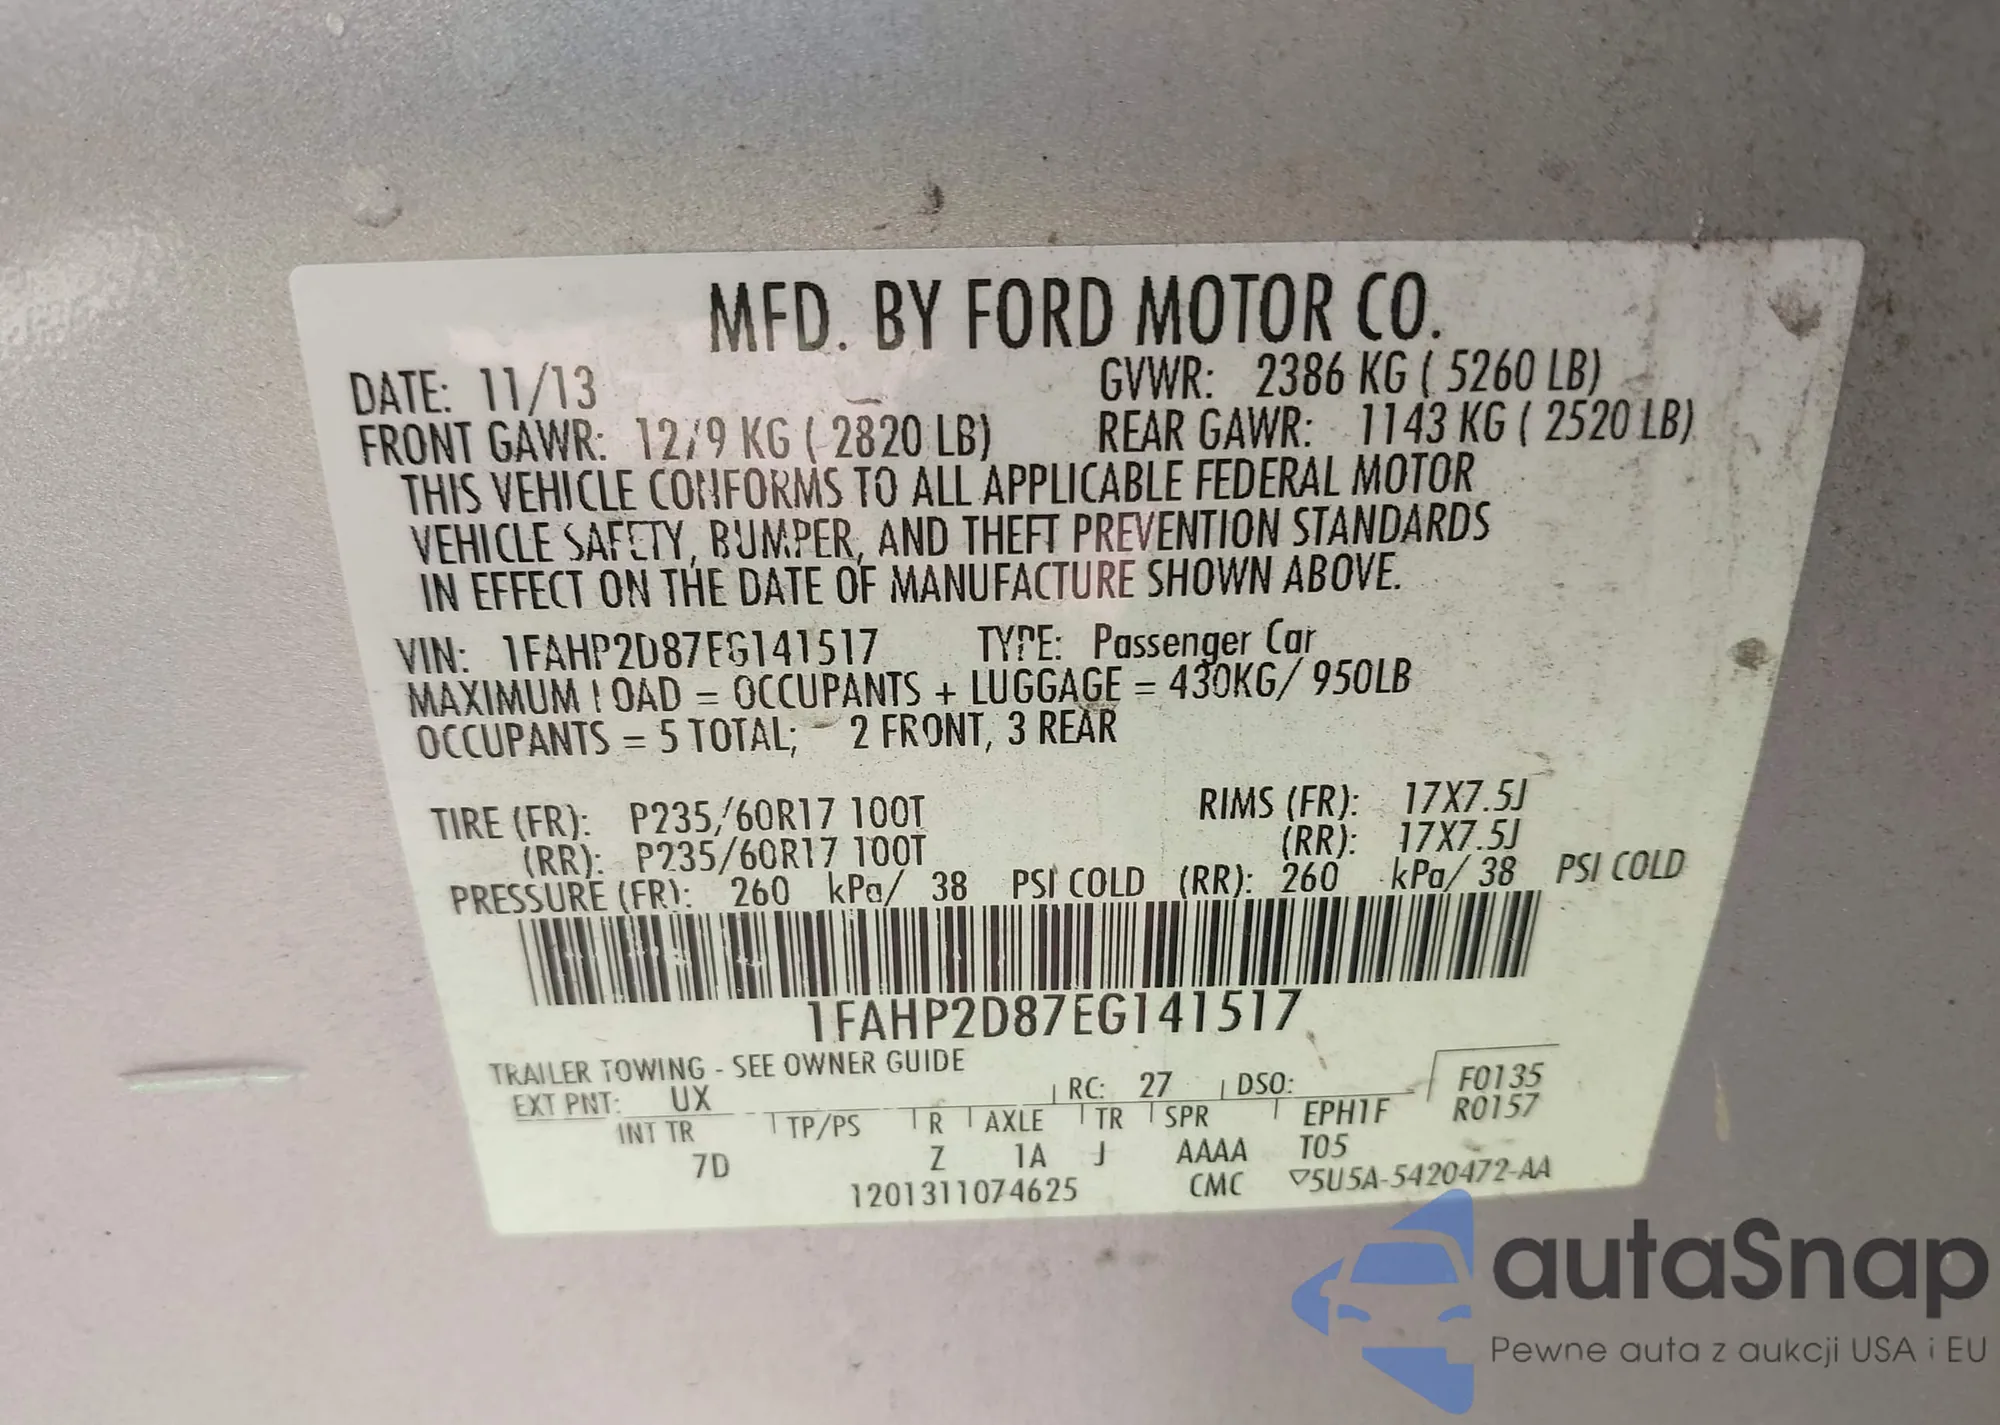 MFD. BY FORD MOTOR CO.
DATE: 11/13 GVWR: 2386 KG ( 5260 LB)
FRONT GAWR: 1279 KG ( 2820 LB) REAR GAWR: 1143 KG ( 2520 LB)
THIS VEHICLE CONFORMS TO ALL APPLICABLE FEDERAL MOTOR
VEHICLE SAFETY, BUMPER, AND THEFT PREVENTION STANDARDS
IN EFFECT ON THE DATE OF MANUFACTURE SHOWN ABOVE.
VIN: 1FAHP2D87EG141517 TYPE: Passenger Car
MAXIMUM LOAD = OCCUPANTS + LUGGAGE = 430KG/ 950LB
OCCUPANTS = 5 TOTAL; 2 FRONT, 3 REAR
TIRE (FR): P235/60R17 100T RIMS (FR): 17X7.5J
(RR): P235/60R17 100T (RR): 17X7.5J
PRESSURE (FR): 260 kPa/ 38 PSI COLD (RR): 260 kPa/ 38 PSI COLD
1FAHP2D87EG141517
TRAILER TOWING - SEE OWNER GUIDE
EXT PNT: UX RC: 27 DSO: F0135
INT TR TP/PS R AXLE TR SPR EPH1F R0157
7D Z 1A J AAAA T05
1201311074625 CMC ▽5U5A-5420472-AA
autaSnap
Pewne auta z aukcji USA i EU